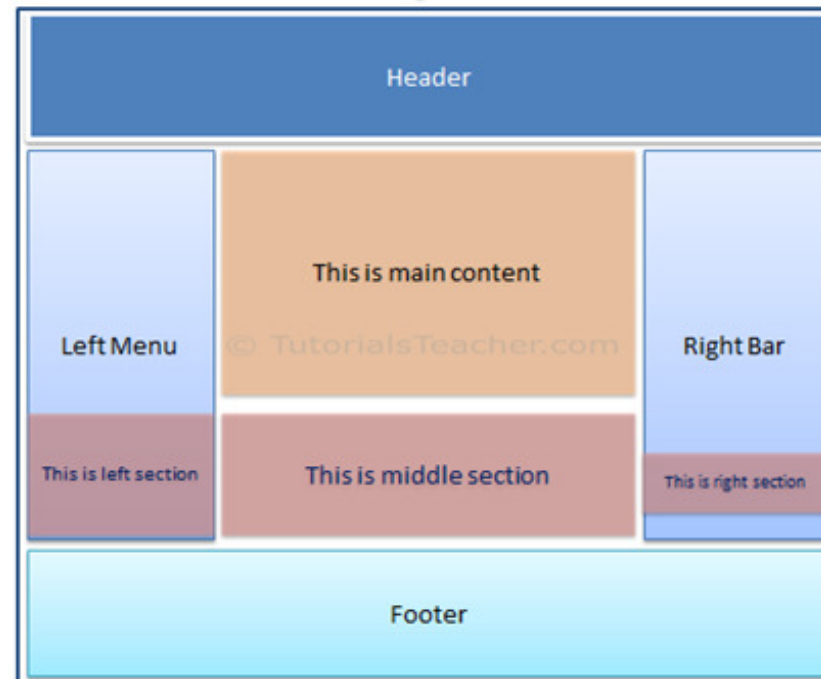 Header
This is main content
Left Menu
© TutorialsTeacher.com
Right Bar
This is left section
This is middle section
This is right section
Footer